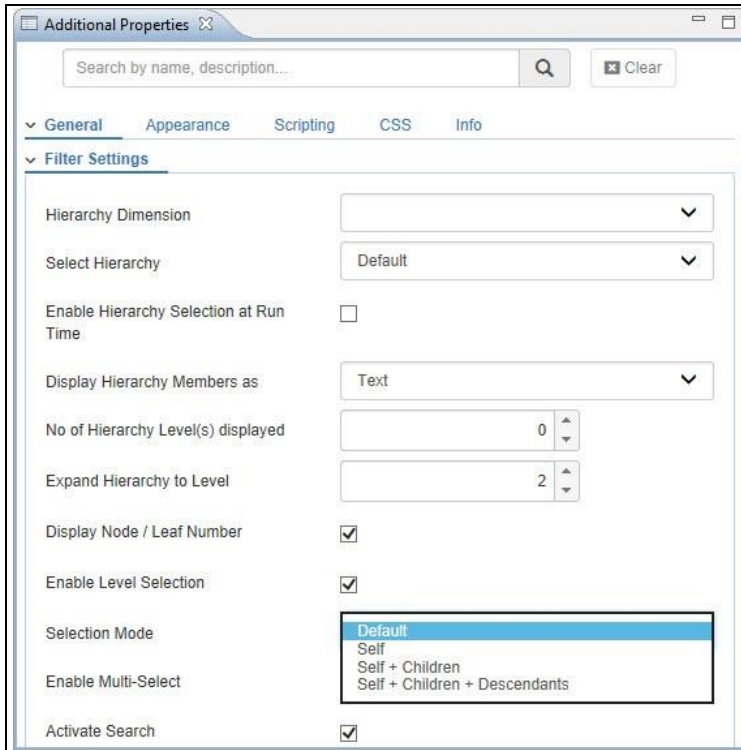 Additional Properties
Search by name, description...
Clear
General Appearance Scripting CSS Info
Filter Settings
Hierarchy Dimension
Select Hierarchy Default
Enable Hierarchy Selection at Run
Time
Display Hierarchy Members as Text
No of Hierarchy Level(s) displayed 0
Expand Hierarchy to Level 2
Display Node / Leaf Number
Enable Level Selection
Selection Mode Default
Self
Self + Children
Enable Multi-Select Self + Children + Descendants
Activate Search